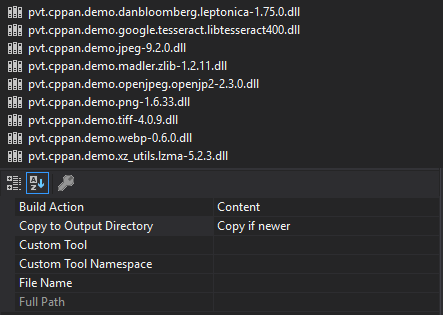 pvt.cppan.demo.danbloomberg.leptonica-1.75.0.dll
pvt.cppan.demo.google.tesseract.libtesseract400.dll
pvt.cppan.demo.jpeg-9.2.0.dll
pvt.cppan.demo.madler.zlib-1.2.11.dll
pvt.cppan.demo.openjpeg.openjp2-2.3.0.dll
pvt.cppan.demo.png-1.6.33.dll
pvt.cppan.demo.tiff-4.0.9.dll
pvt.cppan.demo.webp-0.6.0.dll
pvt.cppan.demo.xz_utils.lzma-5.2.3.dll
Build Action Content
Copy to Output Directory Copy if newer
Custom Tool
Custom Tool Namespace
File Name
Full Path